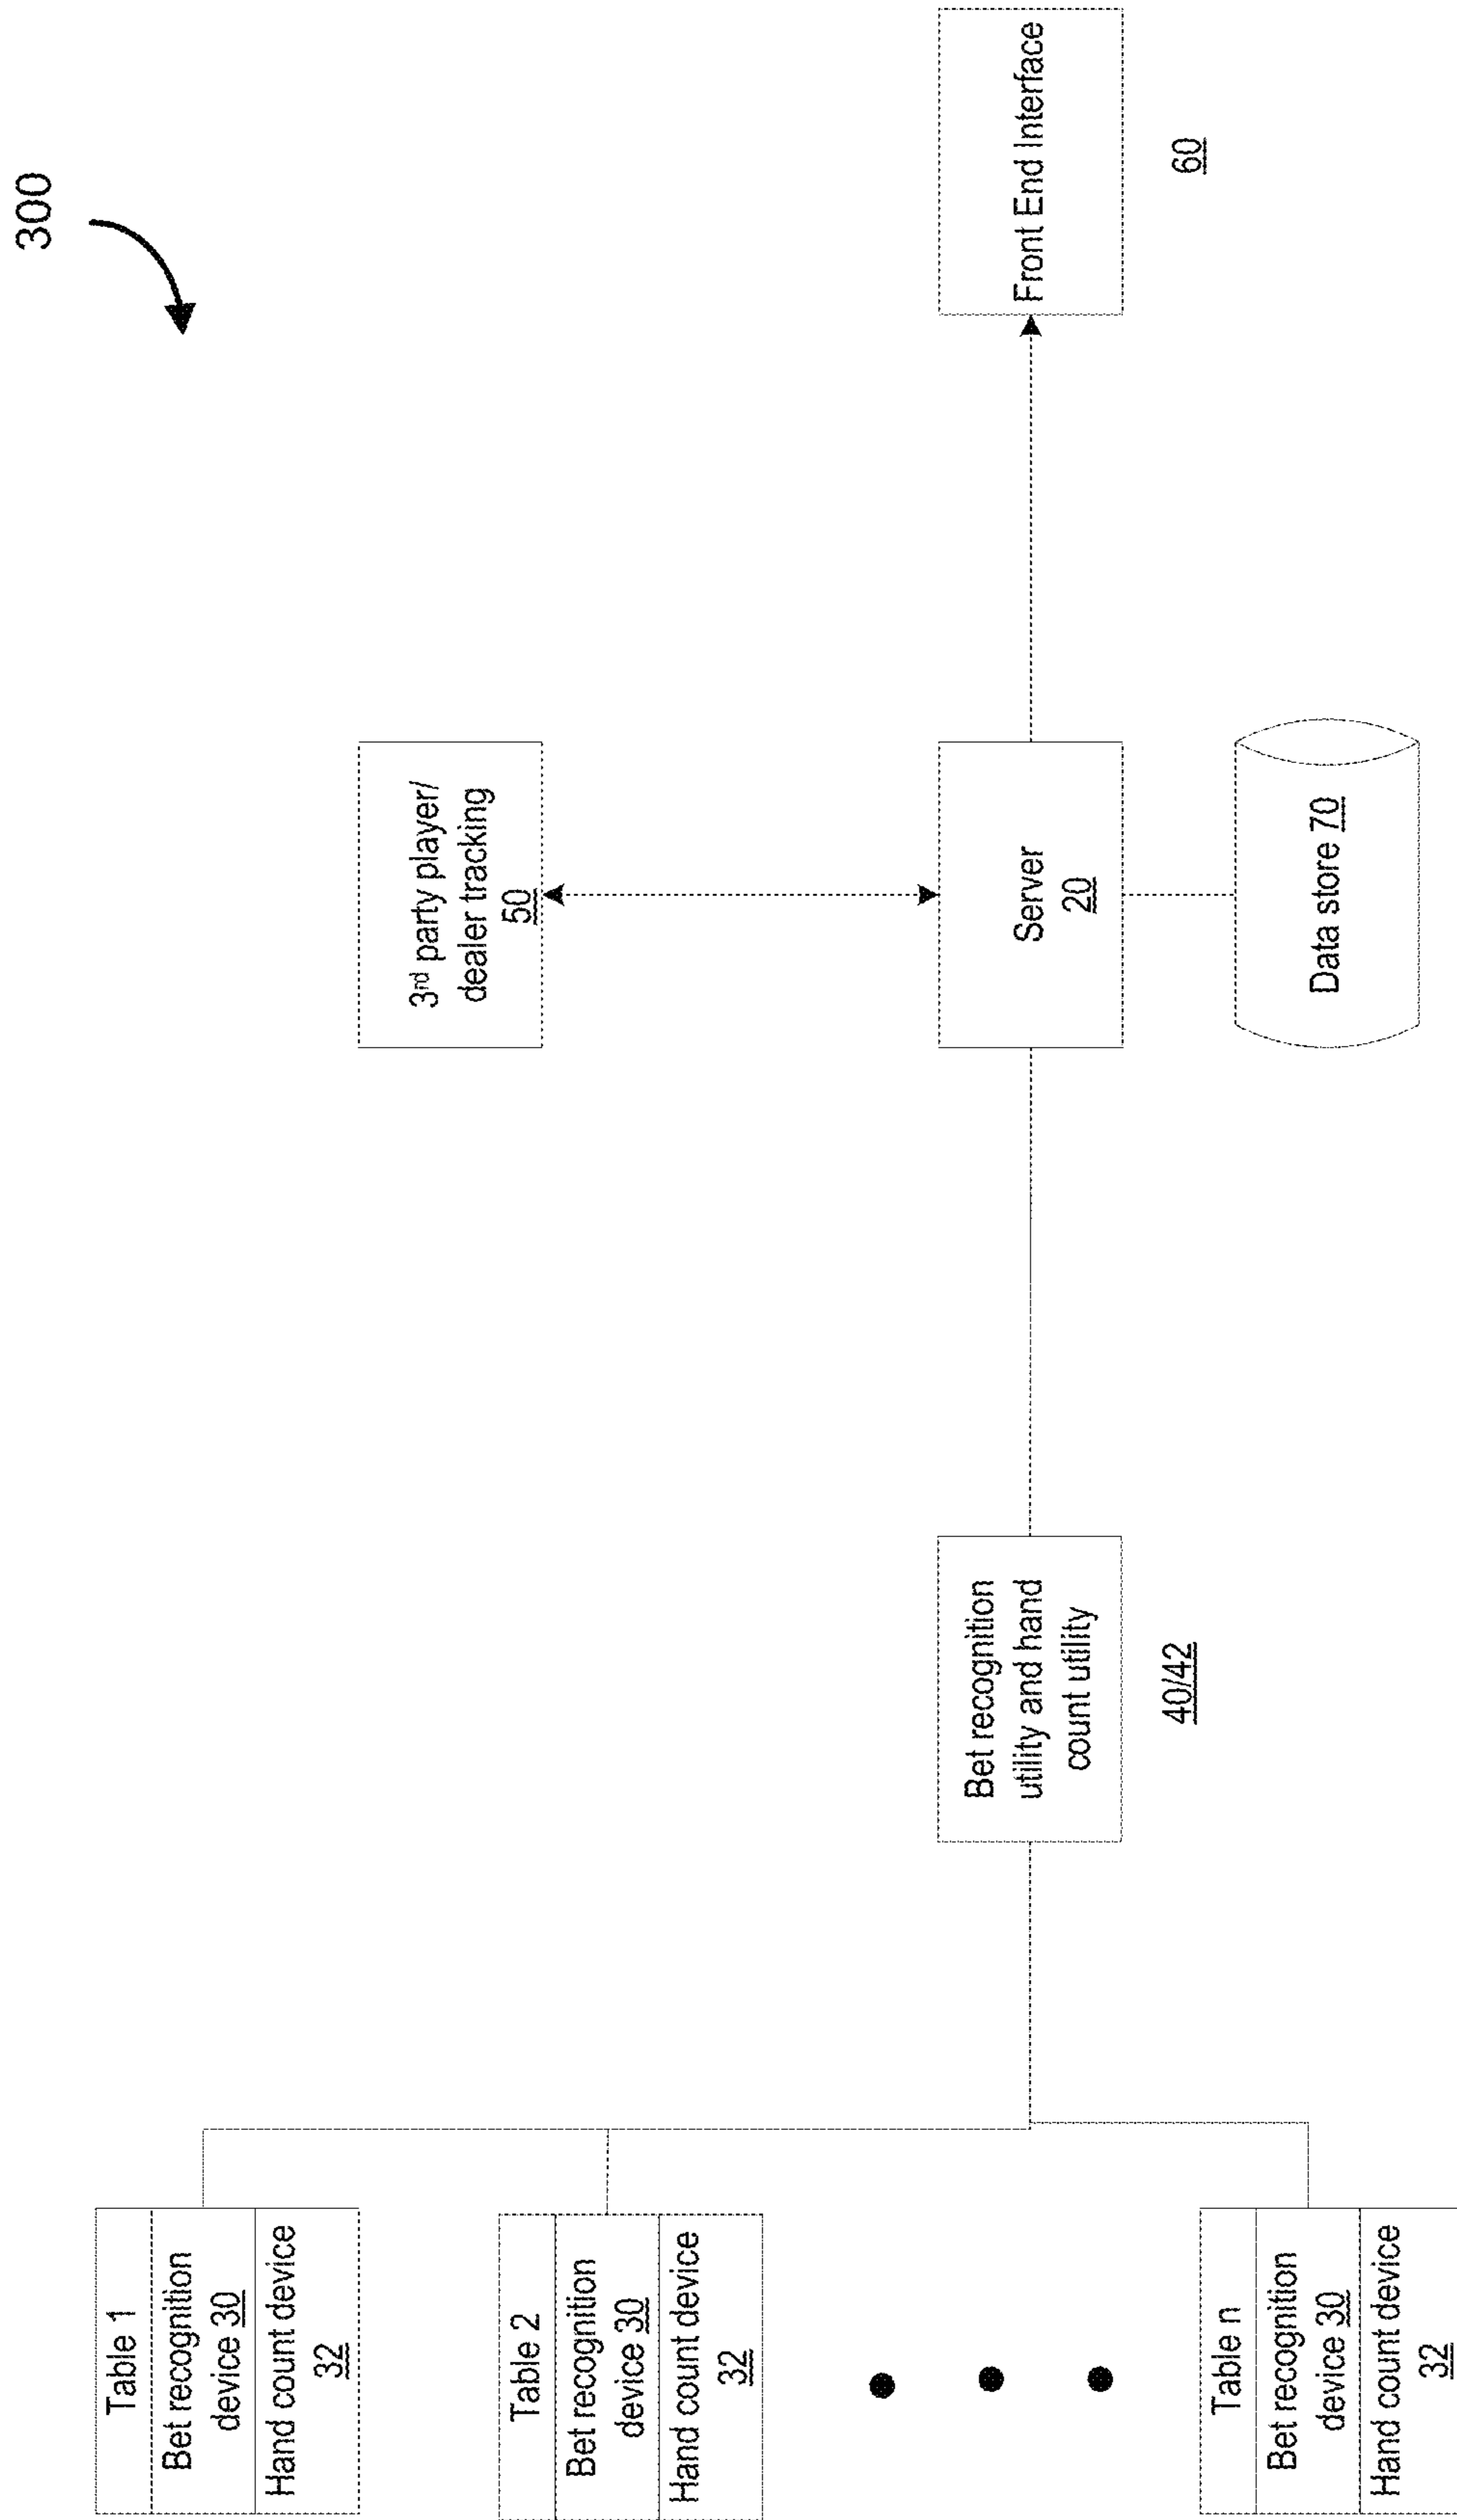 300
Table 1
Bet recognition
device 30
Hand count device
32
Table 2
Bet recognition
device 30
Hand count device
32
Table n
Bet recognition
device 30
Hand count device
32
Bet recognition
utility and hand
count utility
40/42
3rd party player/
dealer tracking
50
Server
20
Data store 70
Front End Interface
60